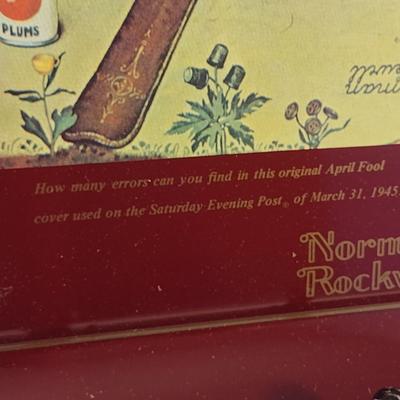 PLUMS
How many errors can you find in this original April Fool
cover used on the Saturday Evening Post® of March 31, 1945
Norm
Rockw